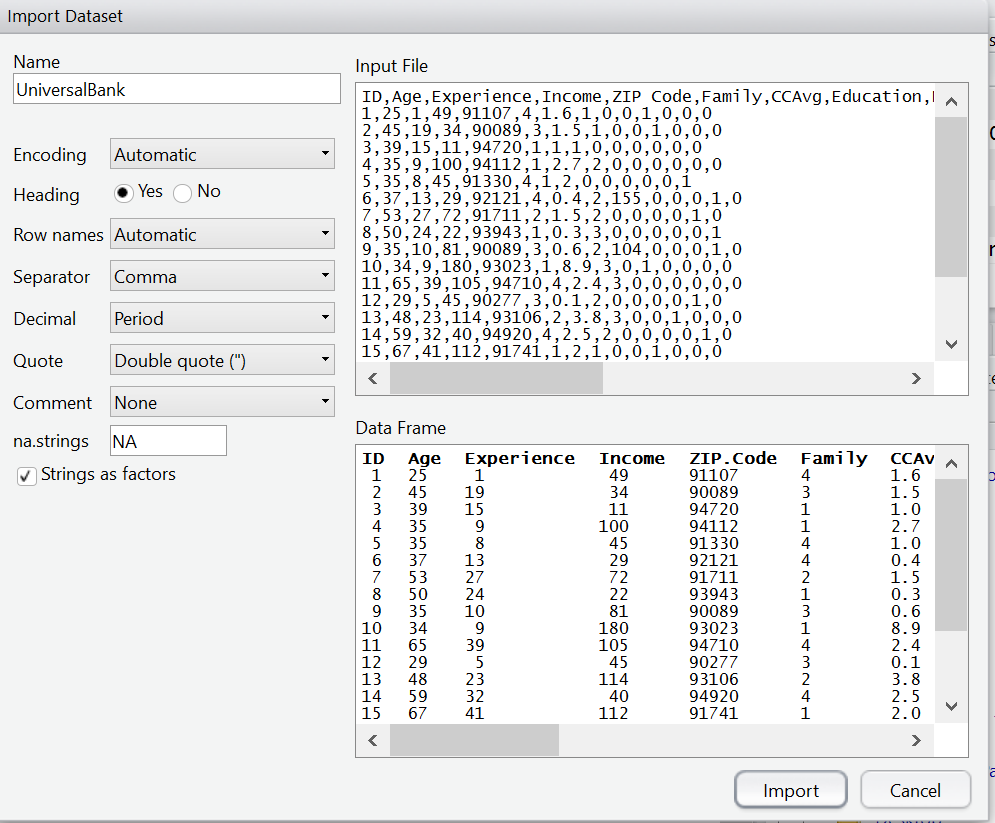 Import Dataset
Name
UniversalBank
Encoding Automatic
Heading Yes No
Row names Automatic
Separator Comma
Decimal Period
Quote Double quote (")
Comment None
na.strings NA
Strings as factors
Input File
ID,Age,Experience,Income,ZIP Code,Family,CCAvg,Education,
1,25,1,49,91107,4,1.6,1,0,0,1,0,0,0
2,45,19,34,90089,3,1.5,1,0,0,1,0,0,0
3,39,15,11,94720,1,1,1,0,0,0,0,0,0
4,35,9,100,94112,1,2.7,2,0,0,0,0,0,0
5,35,8,45,91330,4,1,2,0,0,0,0,0,1
6,37,13,29,92121,4,0.4,2,155,0,0,0,1,0
7,53,27,72,91711,2,1.5,2,0,0,0,0,1,0
8,50,24,22,93943,1,0.3,3,0,0,0,0,0,1
9,35,10,81,90089,3,0.6,2,104,0,0,0,1,0
10,34,9,180,93023,1,8.9,3,0,1,0,0,0,0
11,65,39,105,94710,4,2.4,3,0,0,0,0,0,0
12,29,5,45,90277,3,0.1,2,0,0,0,0,1,0
13,48,23,114,93106,2,3.8,3,0,0,1,0,0,0
14,59,32,40,94920,4,2.5,2,0,0,0,0,1,0
15,67,41,112,91741,1,2,1,0,0,1,0,0,0
Data Frame
ID Age Experience Income ZIP.Code Family CCAv
1 25 1 49 91107 4 1.6
2 45 19 34 90089 3 1.5
3 39 15 11 94720 1 1.0
4 35 9 100 94112 1 2.7
5 35 8 45 91330 4 1.0
6 37 13 29 92121 4 0.4
7 53 27 72 91711 2 1.5
8 50 24 22 93943 1 0.3
9 35 10 81 90089 3 0.6
10 34 9 180 93023 1 8.9
11 65 39 105 94710 4 2.4
12 29 5 45 90277 3 0.1
13 48 23 114 93106 2 3.8
14 59 32 40 94920 4 2.5
15 67 41 112 91741 1 2.0
Import Cancel